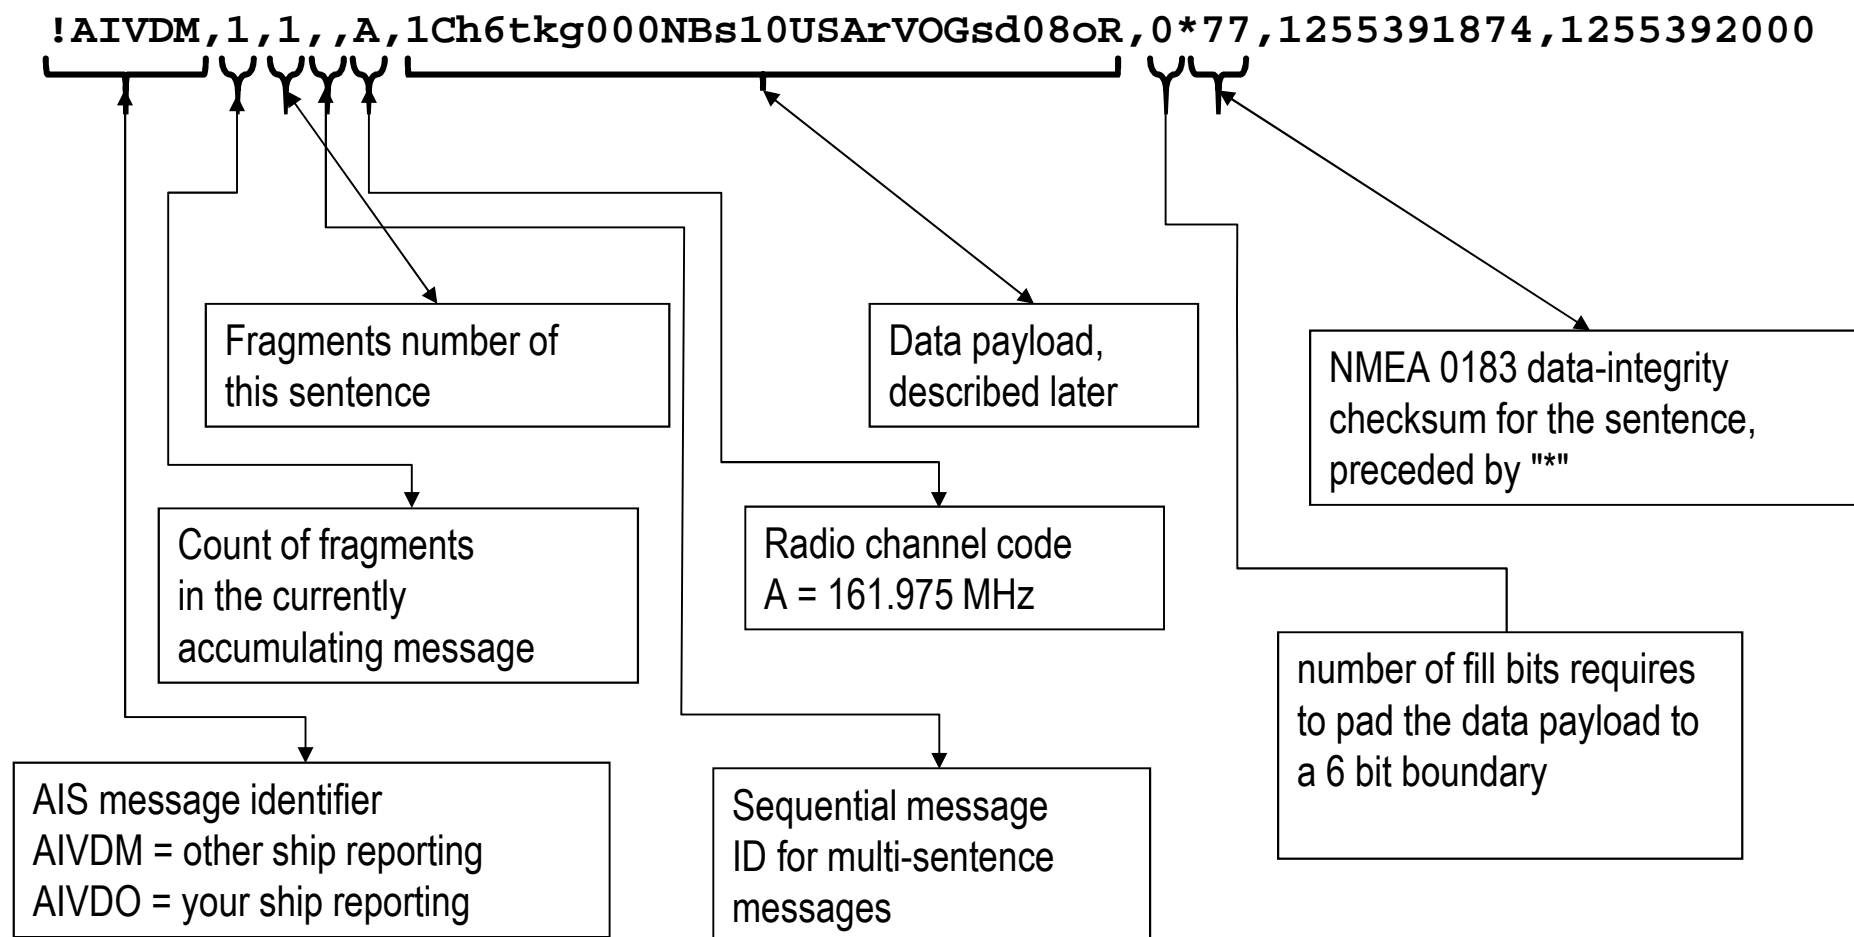 !AIVDM,1,1,,A,1Ch6tkg000NBs10USArVOGsd08oR,0*77,1255391874,1255392000
Fragments number of
this sentence
Data payload,
described later
NMEA 0183 data-integrity
checksum for the sentence,
preceded by "*"
Count of fragments
in the currently
accumulating message
Radio channel code
A = 161.975 MHz
number of fill bits requires
to pad the data payload to
a 6 bit boundary
AIS message identifier
AIVDM = other ship reporting
AIVDO = your ship reporting
Sequential message
ID for multi-sentence
messages